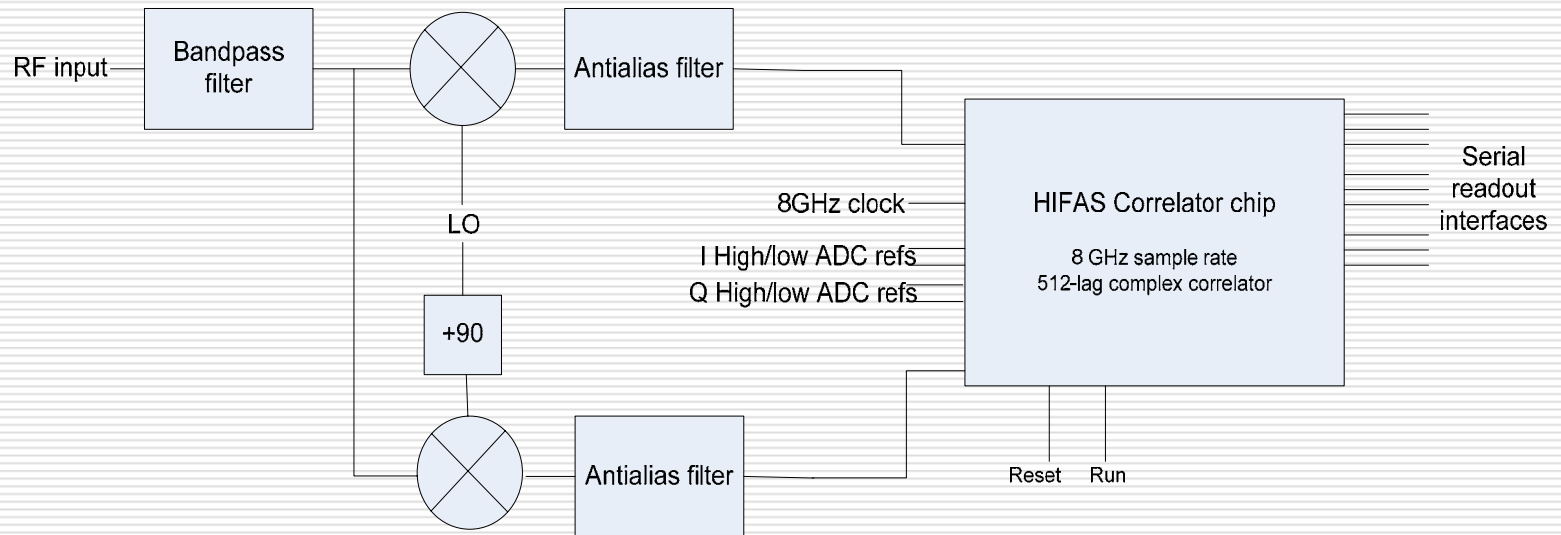 RF input
Bandpass
filter
Antialias filter
LO
+90
Antialias filter
8GHz clock
I High/low ADC refs
Q High/low ADC refs
HIFAS Correlator chip
8 GHz sample rate
512-lag complex correlator
Serial
readout
interfaces
Reset
Run